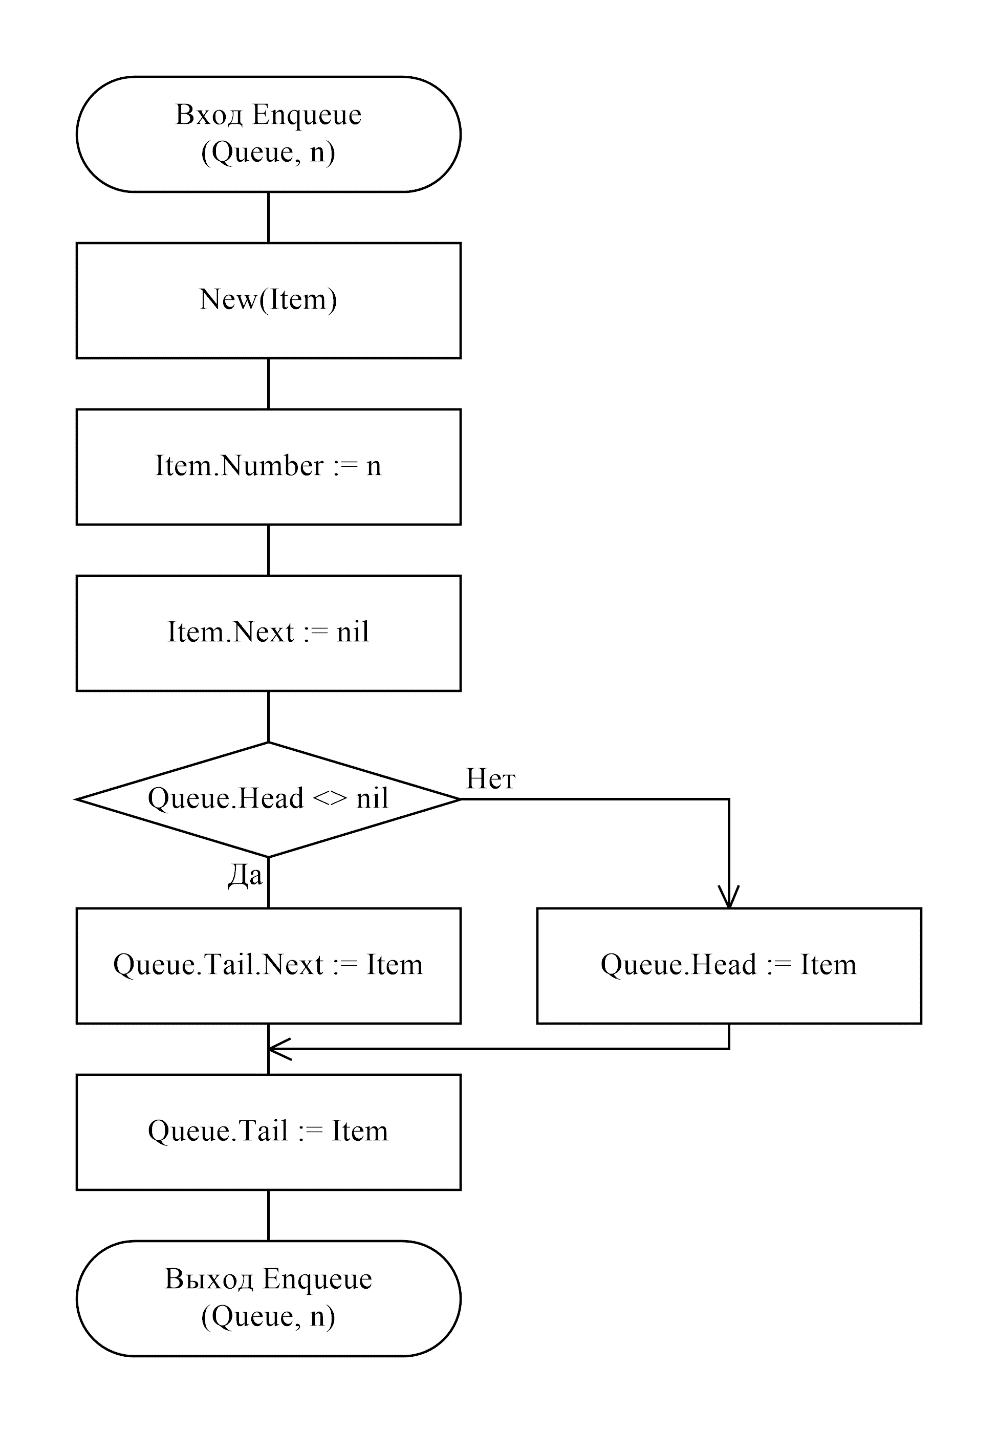 Вход Enqueue
(Queue, n)
New(Item)
Item.Number := n
Item.Next := nil
Queue.Head <> nil
Нет
Да
Queue.Tail.Next := Item
Queue.Head := Item
Queue.Tail := Item
Выход Enqueue
(Queue, n)